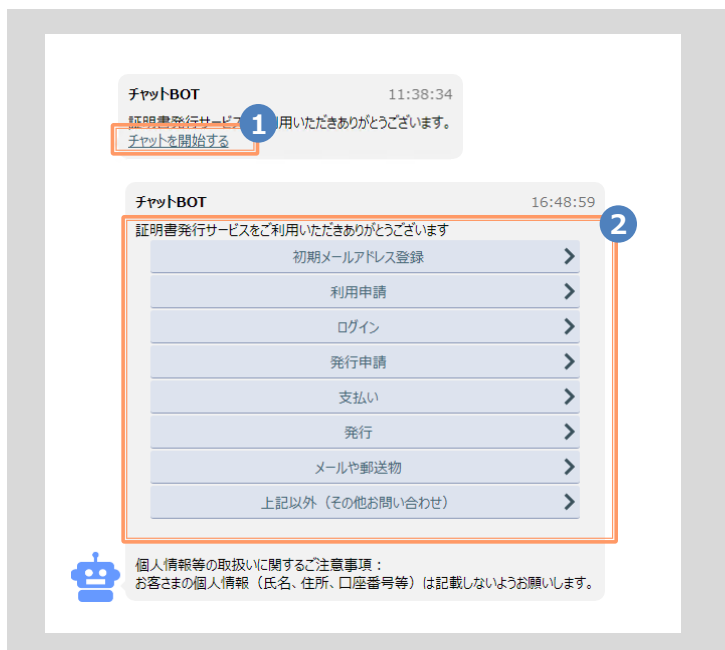 チャットBOT 11:38:34
証明書発行サービ 用いただきありがとうございます。
1
チャットを開始する
チャットBOT 16:48:59
2
証明書発行サービスをご利用いただきありがとうございます
初期メールアドレス登録
利用申請
ログイン
発行申請
支払い
発行
メールや郵送物
上記以外（その他お問い合わせ）
個人情報等の取扱いに関するご注意事項：
お客さまの個人情報（氏名、住所、口座番号等）は記載しないようお願いします。